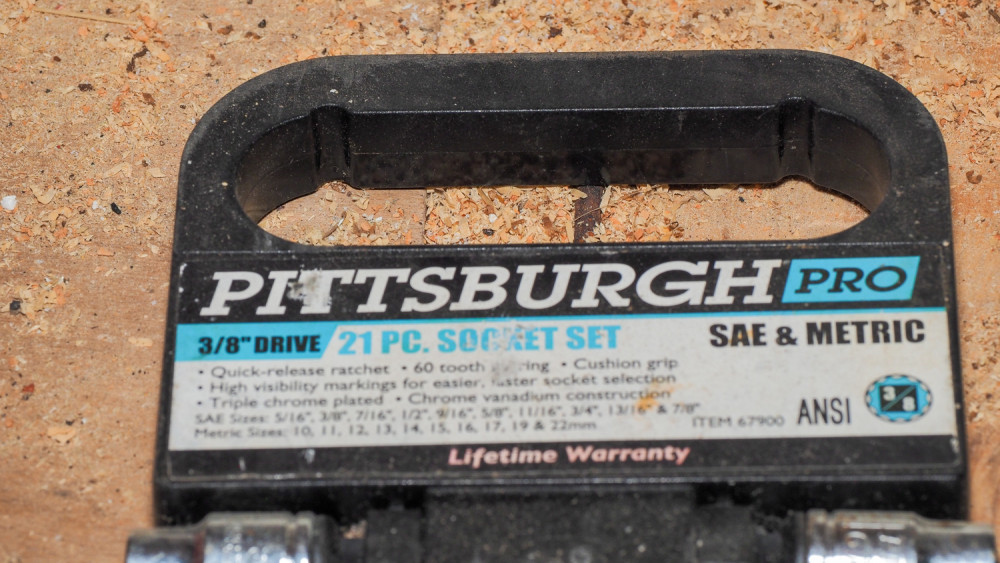 PITTSBURGH PRO
3/8" DRIVE 21 PC. SOCKET SET SAE & METRIC
• Quick-release ratchet • 60 tooth • Cushion grip
• High visibility markings for easier, faster socket selection
• Triple chrome plated • Chrome vanadium construction
SAE Sizes: 5/16", 3/8", 7/16", 1/2", 9/16", 5/8", 11/16", 3/4", 13/16" & 7/8"
Metric Sizes: 10, 11, 12, 13, 14, 15, 16, 17, 19 & 22mm
ITEM 67900 ANSI 3/8
Lifetime Warranty